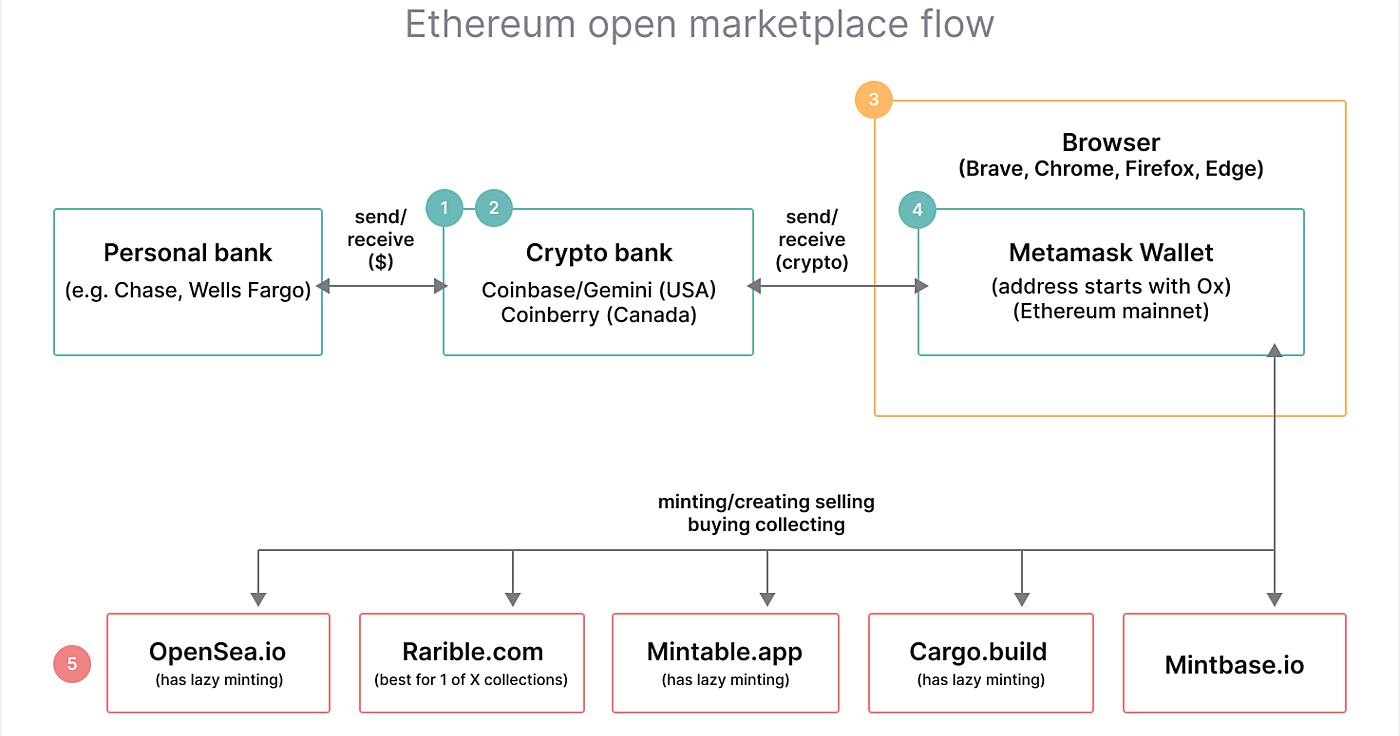 Ethereum open marketplace flow
3
Browser
(Brave, Chrome, Firefox, Edge)
1
2
4
Personal bank
(e.g. Chase, Wells Fargo)
send/
receive
($)
Crypto bank
Coinbase/Gemini (USA)
Coinberry (Canada)
send/
receive
(crypto)
Metamask Wallet
(address starts with Ox)
(Ethereum mainnet)
minting/creating selling
buying collecting
5
OpenSea.io
(has lazy minting)
Rarible.com
(best for 1 of X collections)
Mintable.app
(has lazy minting)
Cargo.build
(has lazy minting)
Mintbase.io